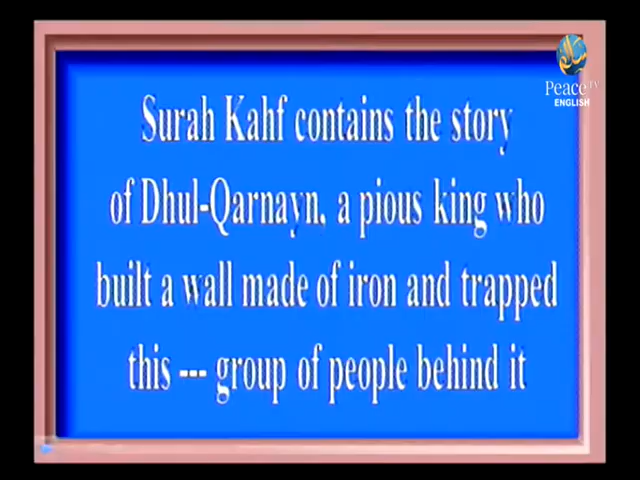 Peace TV
ENGLISH
Surah Kahf contains the story
of Dhul-Qarnayn, a pious king who
built a wall made of iron and trapped
this --- group of people behind it